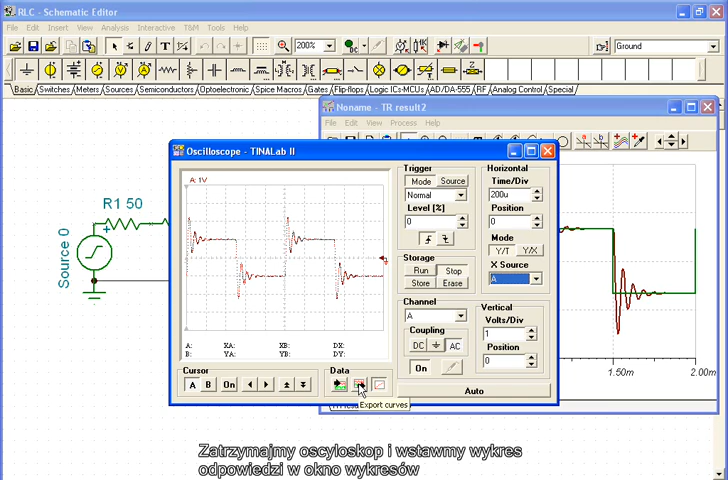 RLC - Schematic Editor
File Edit Insert View Analysis Interactive T&M Tools Help
200% DC Ground
Basic Switches Meters Sources Semiconductors Optoelectronic Spice Macros Gates Flip-flops Logic ICs-MCUs AD/DA-555 RF Analog Control Special
Noname - TR result2
File Edit View Process Help
Oscilloscope - TINALab II
A: 1V
XA: XB: DX:
A:
B: YA: YB: DY:
Cursor
A B On
Data
Export curves
Trigger
Mode Source
Normal
Level [%]
0
Storage
Run Stop
Store Erase
Channel
A
Coupling
DC AC
On
Horizontal
Time/Div
200u
Position
0
Mode
Y/T Y/X
X Source
A
Vertical
Volts/Div
1
Position
0
Auto
R1 50
Source 0
1.50m 2.00m
Zatrzymajmy oscyloskop i wstawmy wykres
odpowiedzi w okno wykresów